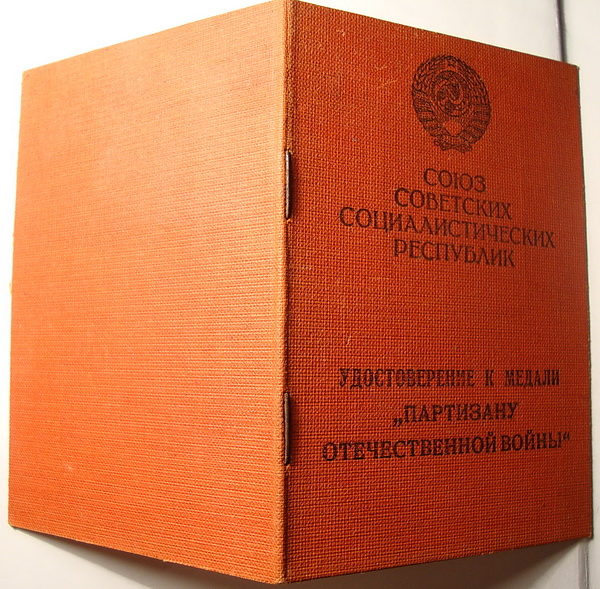 СОЮЗ
СОВЕТСКИХ
СОЦИАЛИСТИЧЕСКИХ
РЕСПУБЛИК
УДОСТОВЕРЕНИЕ К МЕДАЛИ
„ПАРТИЗАНУ
ОТЕЧЕСТВЕННОЙ ВОЙНЫ“